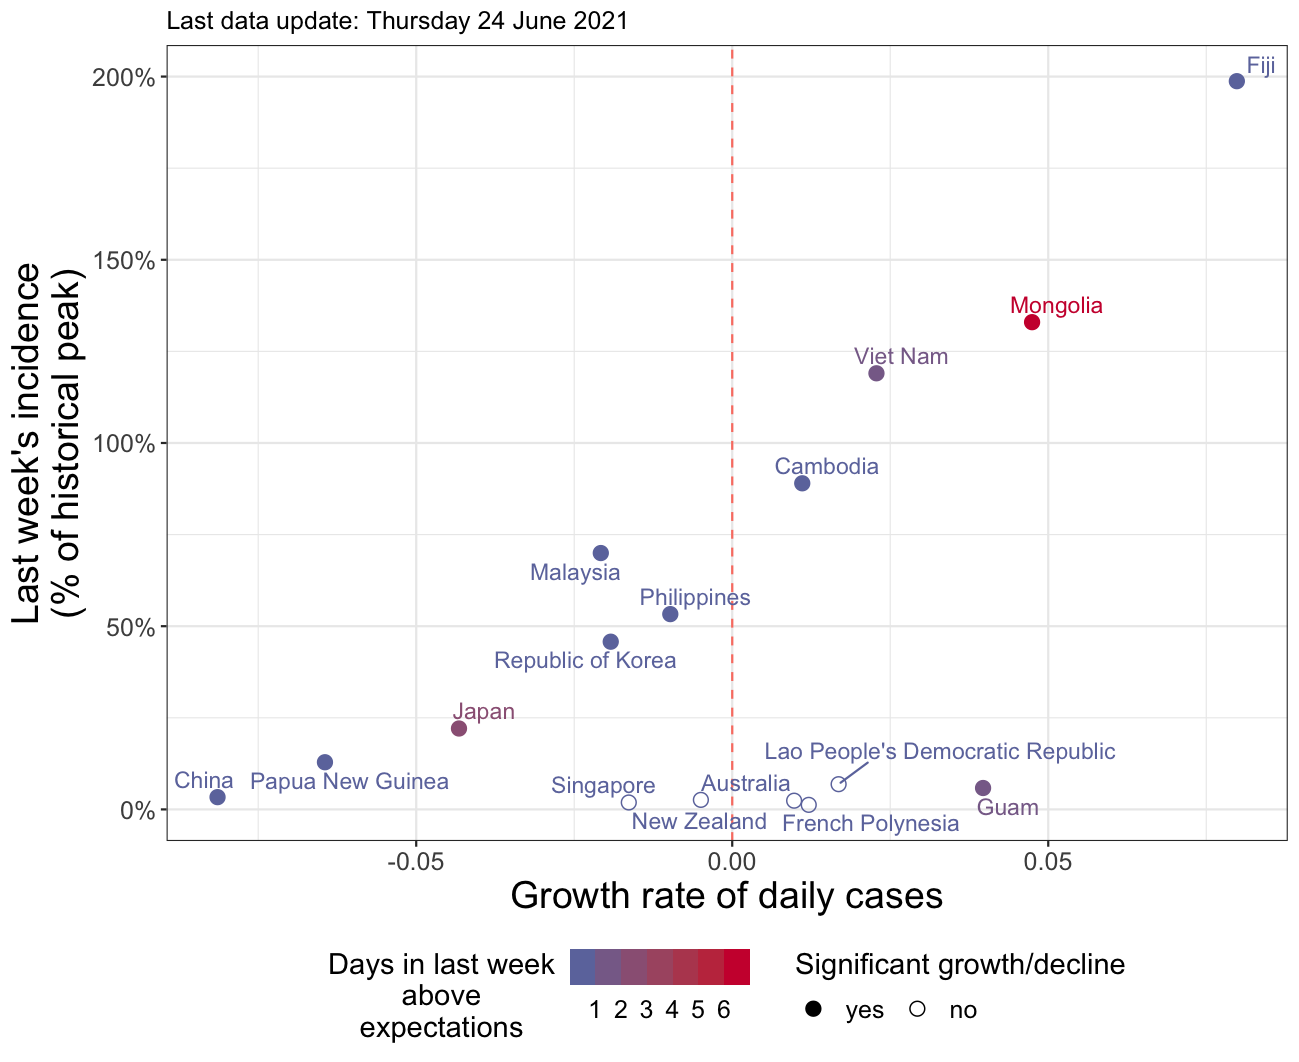 Last data update: Thursday 24 June 2021
Last week's incidence
(% of historical peak)
200%
150%
100%
50%
0%
Fiji
Mongolia
Viet Nam
Cambodia
Malaysia
Philippines
Republic of Korea
Japan
Lao People's Democratic Republic
China
Papua New Guinea
Singapore
Australia
Guam
New Zealand
French Polynesia
-0.05
0.00
0.05
Growth rate of daily cases
Days in last week
above
expectations
1 2 3 4 5 6
Significant growth/decline
yes
no